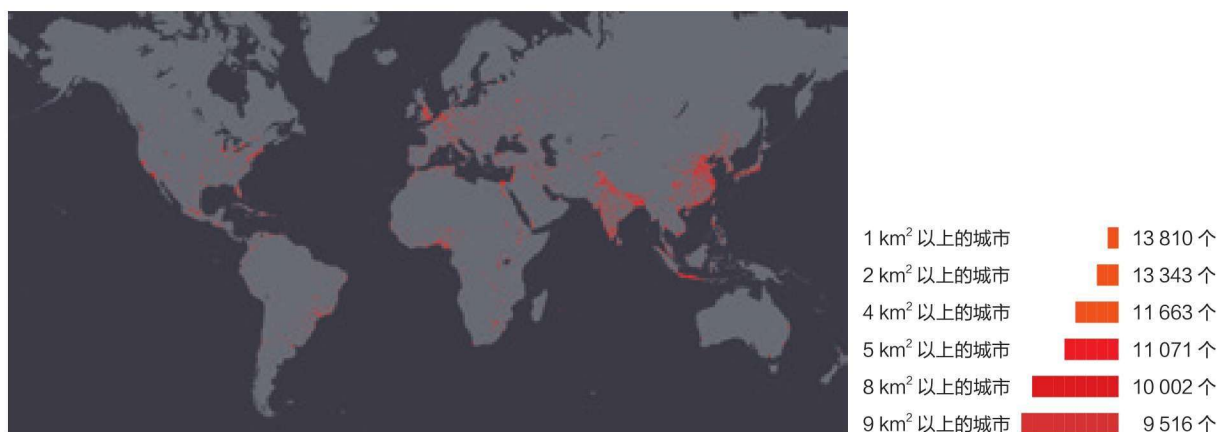 1 km² 以上的城市 13 810 个
2 km² 以上的城市 13 343 个
4 km² 以上的城市 11 663 个
5 km² 以上的城市 11 071 个
8 km² 以上的城市 10 002 个
9 km² 以上的城市 9 516 个